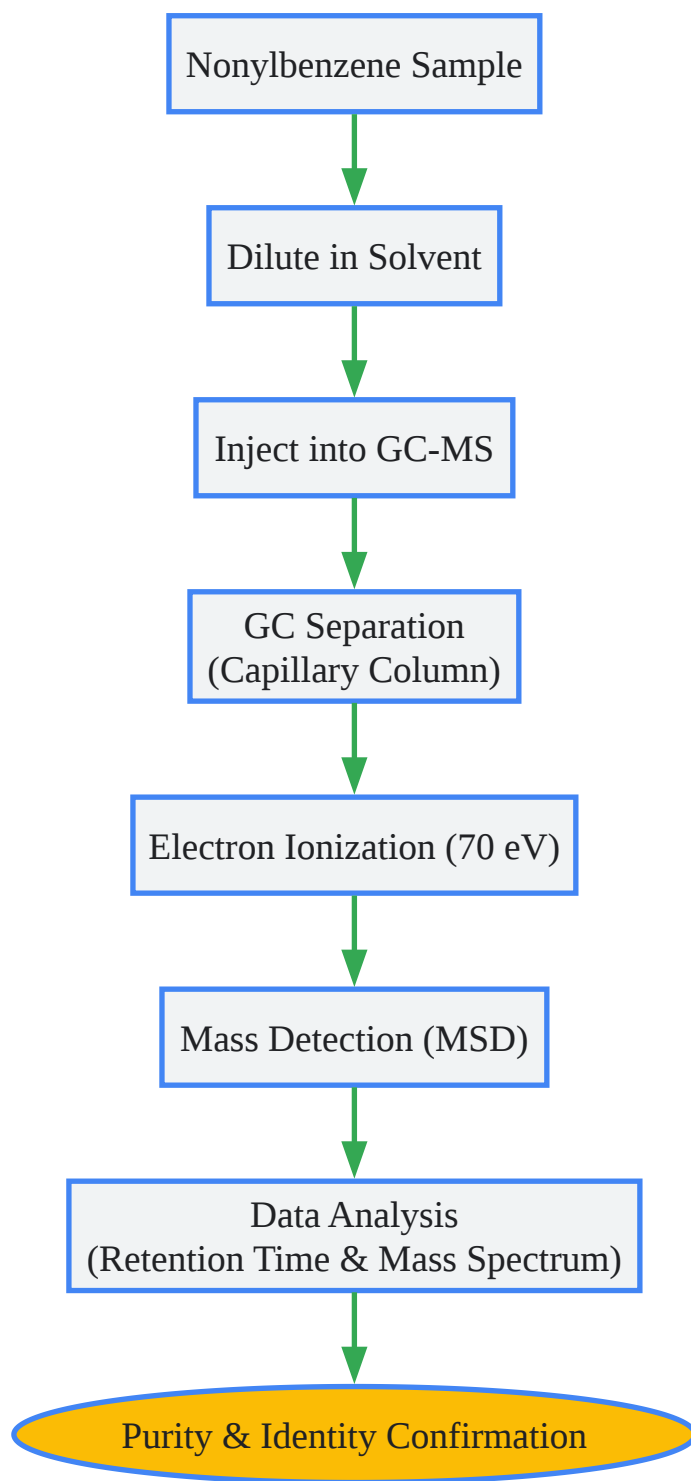 Nonylbenzene Sample
Dilute in Solvent
Inject into GC-MS
GC Separation
(Capillary Column)
Electron Ionization (70 eV)
Mass Detection (MSD)
Data Analysis
(Retention Time & Mass Spectrum)
Purity & Identity Confirmation